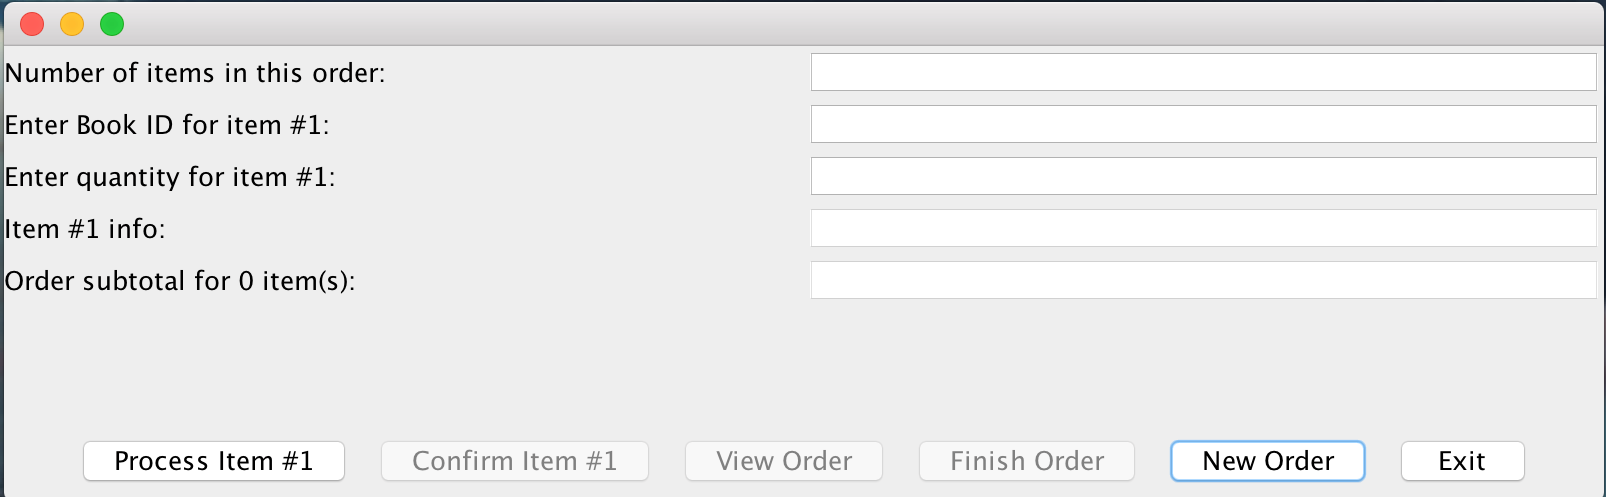 Number of items in this order:
Enter Book ID for item #1:
Enter quantity for item #1:
Item #1 info:
Order subtotal for 0 item(s):
Process Item #1 Confirm Item #1 View Order Finish Order New Order Exit